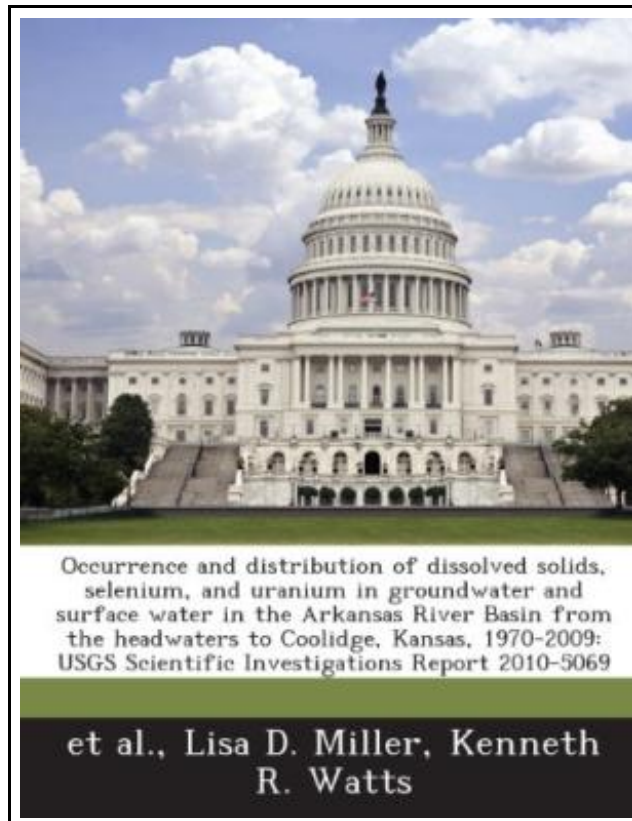 Occurrence and distribution of dissolved solids,
selenium, and uranium in groundwater and
surface water in the Arkansas River Basin from
the headwaters to Coolidge, Kansas, 1970-2009:
USGS Scientific Investigations Report 2010-5069
et al., Lisa D. Miller, Kenneth
R. Watts